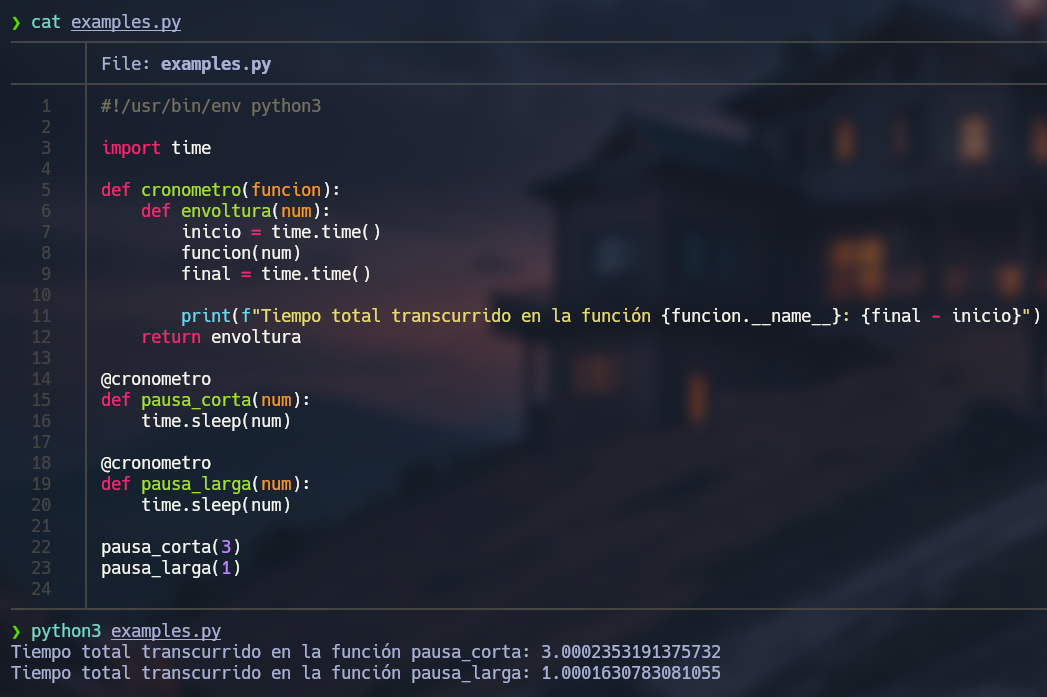 ❯ cat examples.py
File: examples.py
1 #!/usr/bin/env python3
2
3 import time
4
5 def cronometro(funcion):
6     def envoltura(num):
7         inicio = time.time()
8         funcion(num)
9         final = time.time()
10
11         print(f"Tiempo total transcurrido en la función {funcion.__name__}: {final - inicio}")
12     return envoltura
13
14 @cronometro
15 def pausa_corta(num):
16     time.sleep(num)
17
18 @cronometro
19 def pausa_larga(num):
20     time.sleep(num)
21
22 pausa_corta(3)
23 pausa_larga(1)
24
❯ python3 examples.py
Tiempo total transcurrido en la función pausa_corta: 3.0002353191375732
Tiempo total transcurrido en la función pausa_larga: 1.0001630783081055